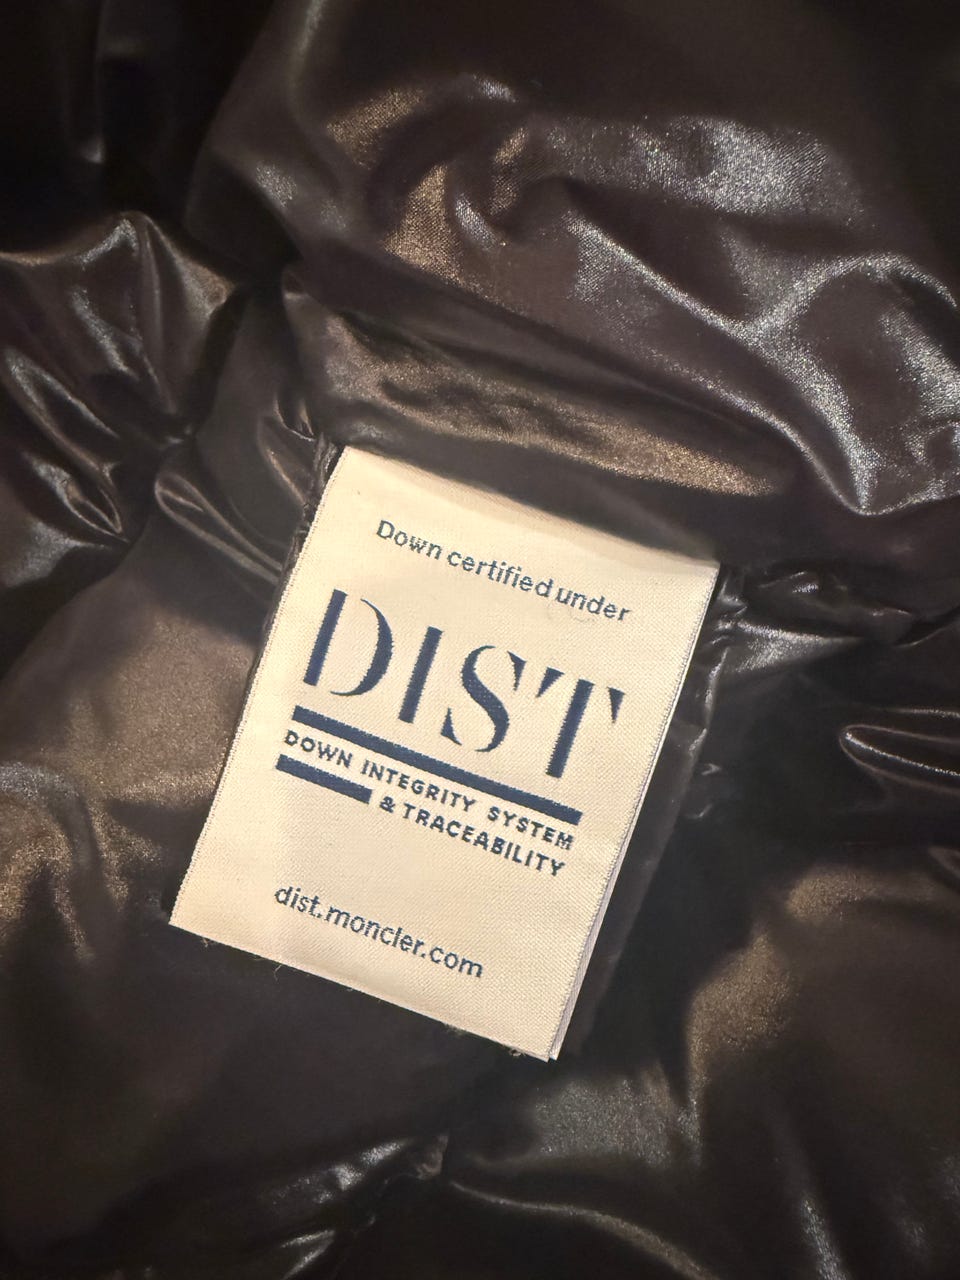 Down certified under
DIST
DOWN INTEGRITY SYSTEM
& TRACEABILITY
dist.moncler.com